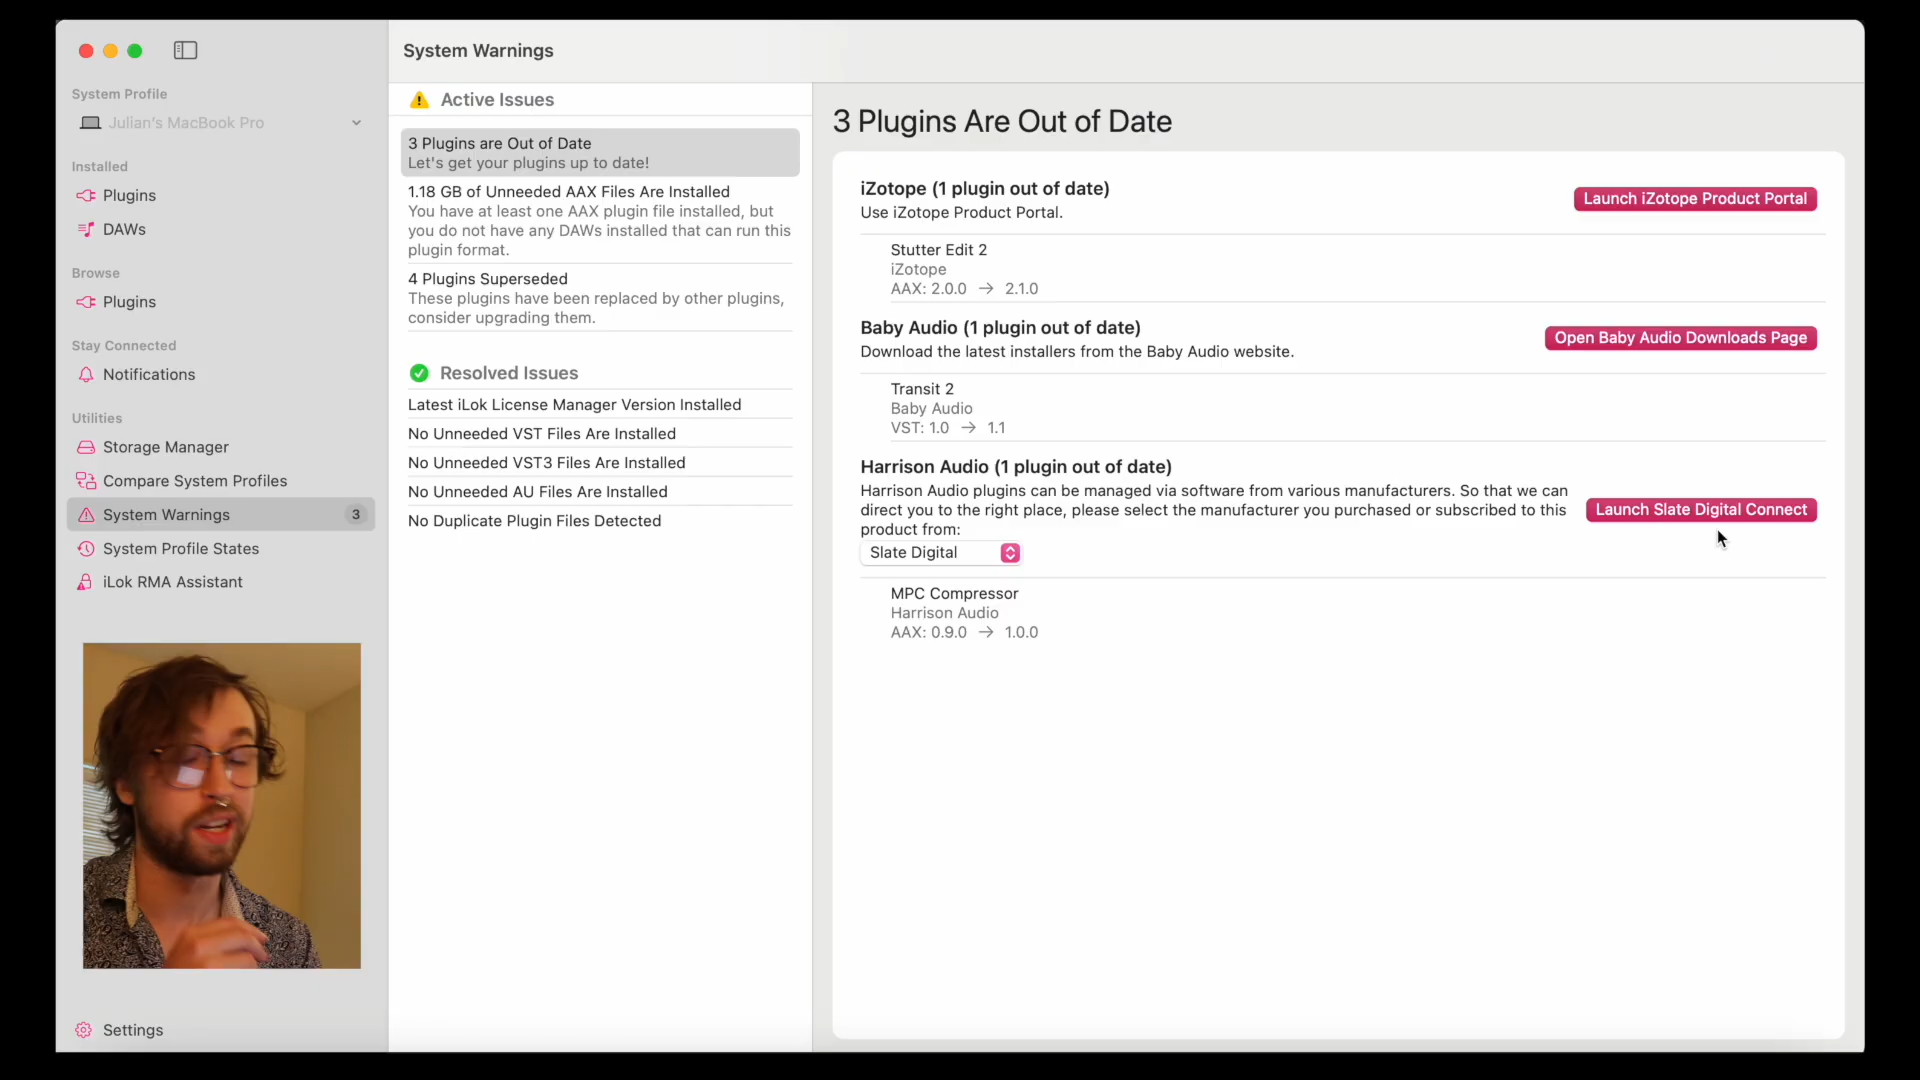 System Profile
Julian's MacBook Pro
Installed
Plugins
DAWs
Browse
Plugins
Stay Connected
Notifications
Utilities
Storage Manager
Compare System Profiles
System Warnings 3
System Profile States
iLok RMA Assistant
Settings
System Warnings
Active Issues
3 Plugins are Out of Date
Let's get your plugins up to date!
1.18 GB of Unneeded AAX Files Are Installed
You have at least one AAX plugin file installed, but
you do not have any DAWs installed that can run this
plugin format.
4 Plugins Superseded
These plugins have been replaced by other plugins,
consider upgrading them.
Resolved Issues
Latest iLok License Manager Version Installed
No Unneeded VST Files Are Installed
No Unneeded VST3 Files Are Installed
No Unneeded AU Files Are Installed
No Duplicate Plugin Files Detected
3 Plugins Are Out of Date
iZotope (1 plugin out of date)
Use iZotope Product Portal.
Launch iZotope Product Portal
Stutter Edit 2
iZotope
AAX: 2.0.0 → 2.1.0
Baby Audio (1 plugin out of date)
Download the latest installers from the Baby Audio website.
Open Baby Audio Downloads Page
Transit 2
Baby Audio
VST: 1.0 → 1.1
Harrison Audio (1 plugin out of date)
Harrison Audio plugins can be managed via software from various manufacturers. So that we can
direct you to the right place, please select the manufacturer you purchased or subscribed to this
product from:
Launch Slate Digital Connect
Slate Digital
MPC Compressor
Harrison Audio
AAX: 0.9.0 → 1.0.0